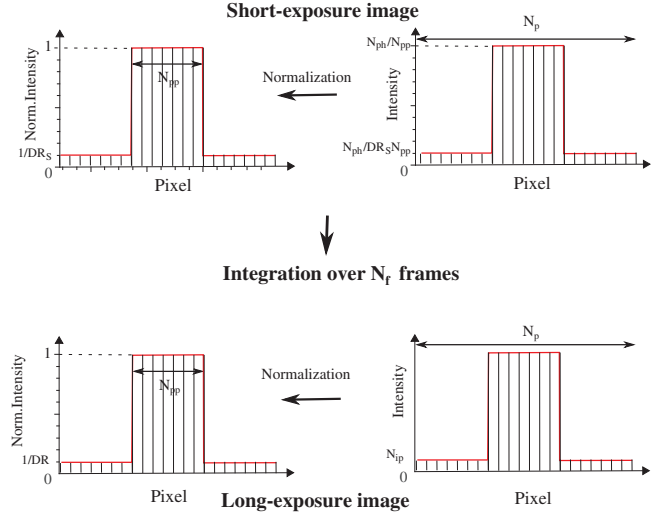 Short-exposure image
1
Norm.Intensity
N_pp
1/DR_S
0
Pixel
Normalization
N_p
N_ph/N_pp
Intensity
N_ph/DR_S N_pp
0
Pixel
Integration over N_f frames
1
Norm.Intensity
N_pp
1/DR
0
Pixel
Normalization
N_p
Intensity
N_ip
0
Pixel
Long-exposure image